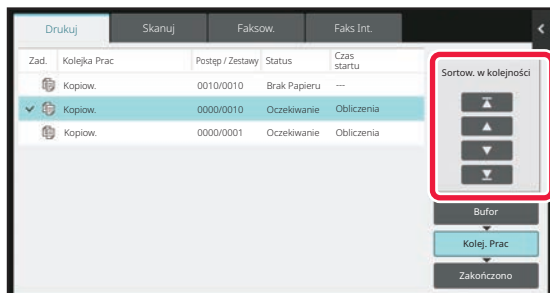 Drukuj Skanuj Faksow. Faks Int.
Zad. Kolejka Prac Postęp / Zestawy Status Czas startu
Kopiow. 0010/0010 Brak Papieru ---
Kopiow. 0000/0010 Oczekiwanie Obliczenia
Kopiow. 0000/0001 Oczekiwanie Obliczenia
Sortow. w kolejności
Bufor
Kolej. Prac
Zakończono